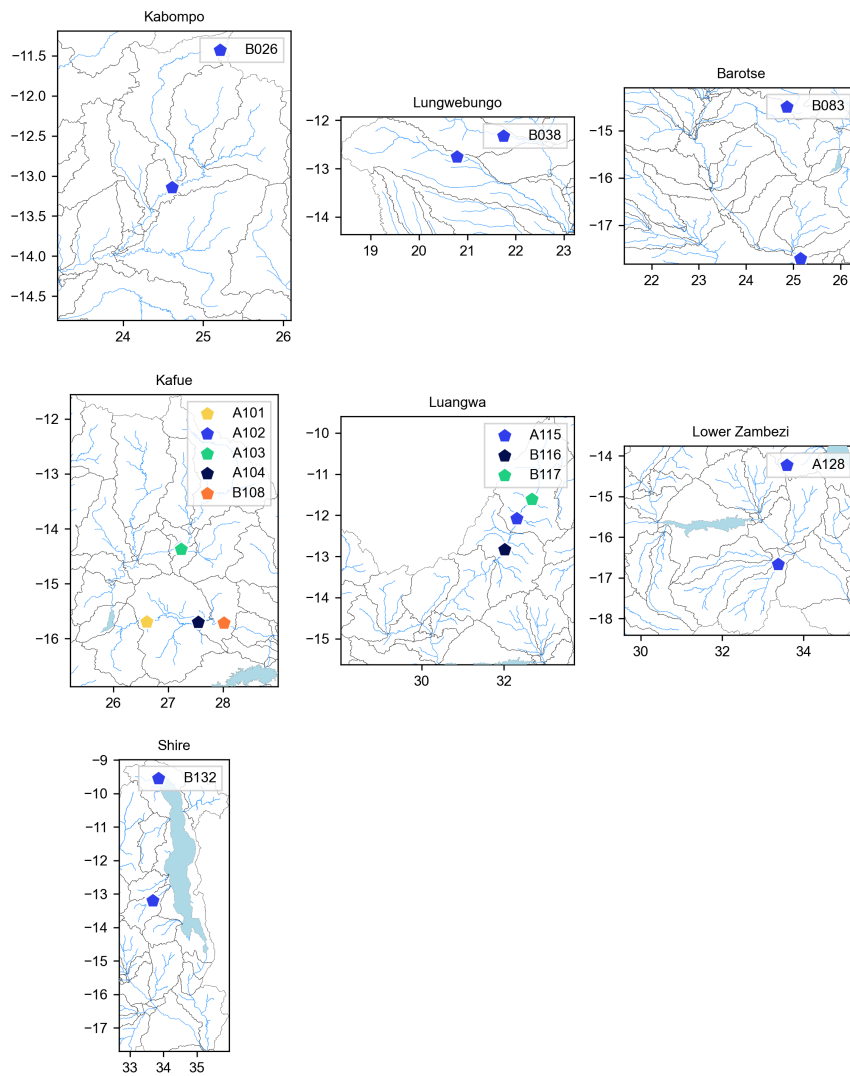 Kabompo
B026
−11.5
−12.0
−12.5
−13.0
−13.5
−14.0
−14.5
24 25 26
Lungwebungo
B038
−12
−13
−14
19 20 21 22 23
Barotse
B083
−15
−16
−17
22 23 24 25 26
Kafue
A101
A102
A103
A104
B108
−12
−13
−14
−15
−16
26 27 28
Luangwa
A115
B116
B117
−10
−11
−12
−13
−14
−15
30 32
Lower Zambezi
A128
−14
−15
−16
−17
−18
30 32 34
Shire
B132
−9
−10
−11
−12
−13
−14
−15
−16
−17
33 34 35